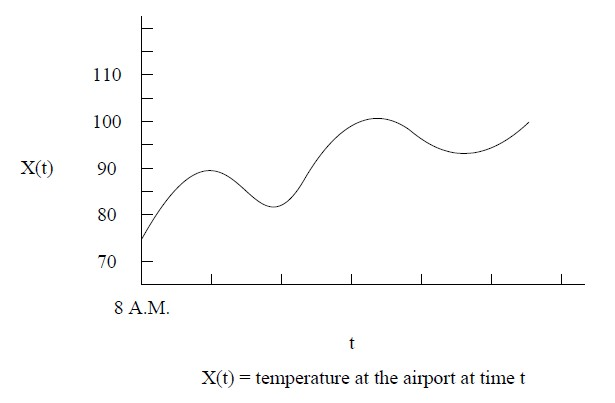 110
100
X(t)
90
80
70
8 A.M.
t
X(t) = temperature at the airport at time t